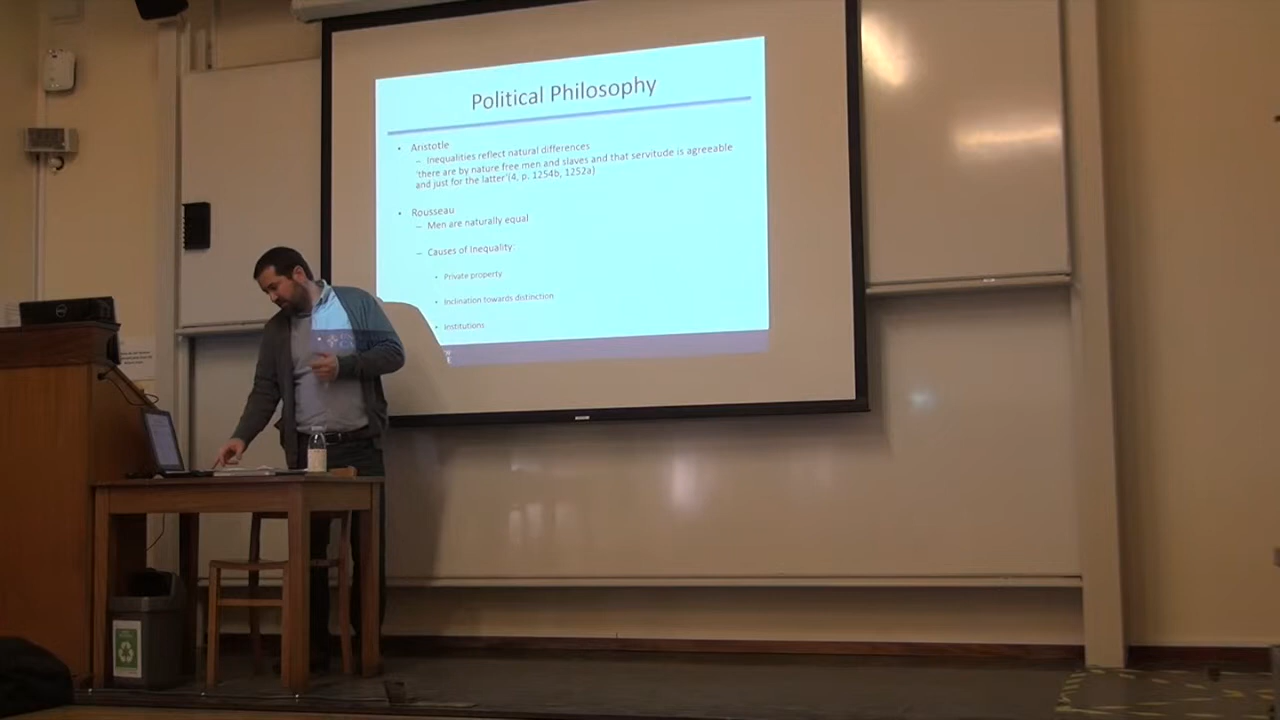 Political Philosophy
• Aristotle
– Inequalities reflect natural differences
'there are by nature free men and slaves and that servitude is agreeable
and just for the latter'(4, p. 1254b, 1252a)
• Rousseau
– Men are naturally equal
– Causes of Inequality:
• Private property
• Inclination towards distinction
• Institutions
DELL